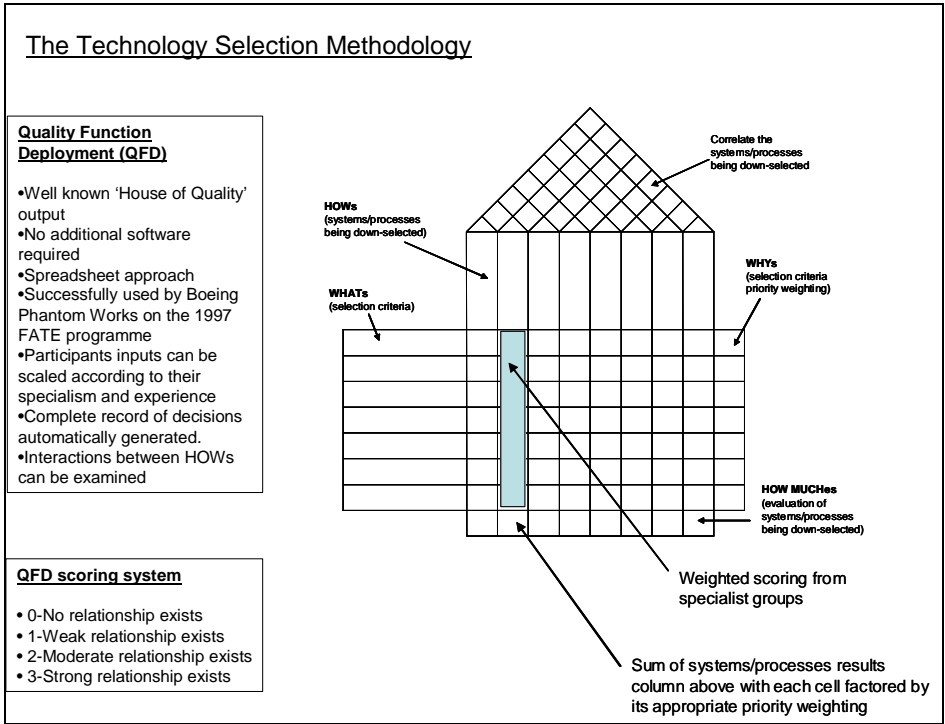 The Technology Selection Methodology
Quality Function
Deployment (QFD)
•Well known ‘House of Quality’
output
•No additional software
required
•Spreadsheet approach
•Successfully used by Boeing
Phantom Works on the 1997
FATE programme
•Participants inputs can be
scaled according to their
specialism and experience
•Complete record of decisions
automatically generated.
•Interactions between HOWs
can be examined
QFD scoring system
• 0-No relationship exists
• 1-Weak relationship exists
• 2-Moderate relationship exists
• 3-Strong relationship exists
Correlate the
systems/processes
being down-selected
HOWs
(systems/processes
being down-selected)
WHYs
(selection criteria
priority weighting)
WHATs
(selection criteria)
HOW MUCHes
(evaluation of
systems/processes
being down-selected)
Weighted scoring from
specialist groups
Sum of systems/processes results
column above with each cell factored by
its appropriate priority weighting